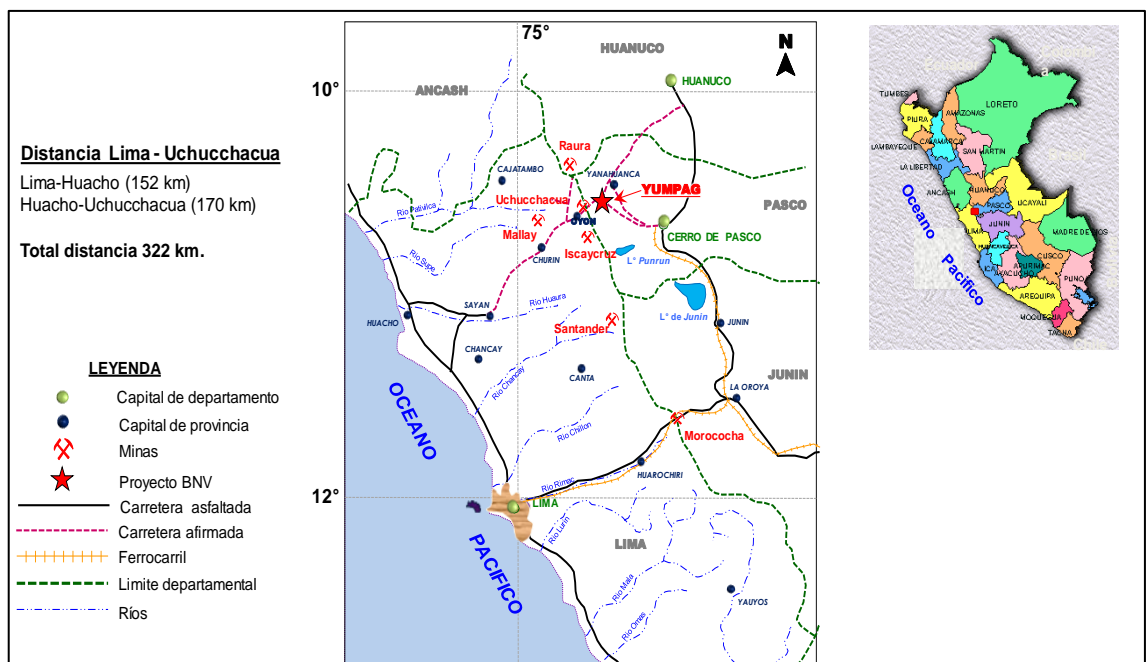 Distancia Lima - Uchucchacua
Lima-Huacho (152 km)
Huacho-Uchucchacua (170 km)
Total distancia 322 km.
LEYENDA
Capital de departamento
Capital de provincia
Minas
Proyecto BNV
Carretera asfaltada
Carretera afirmada
Ferrocarril
Limite departamental
Ríos
75°
N
HUANUCO
ANCASH
10°
HUANUCO
Raura
CAJATAMBO
YANAHUANCA
YUMPAG
Uchucchacua
Rio Pativilca
PASCO
OYON
Mallay
CERRO DE PASCO
Iscaycruz
Rio Supe
CHURIN
L° Punrun
L° de Junin
SAYAN
Rio Huaura
HUACHO
Santander
JUNIN
CHANCAY
CANTA
Rio Chancay
JUNIN
LA OROYA
OCEANO
Morococha
Rio Chillon
HUAROCHIRI
Rio Rimac
12°
LIMA
Rio Lurin
LIMA
PACIFICO
Rio Mala
YAUYOS
Rio Omas
TUMBES
LORETO
PIURA
AMAZONAS
LAMBAYEQUE
CAJAMARCA
SAN MARTIN
LA LIBERTAD
ANCASH
HUANUCO
UCAYALI
PASCO
LIMA
JUNIN
MADRE DE DIOS
HUANCAVELICA
CUSCO
APURIMAC
ICA
AYACUCHO
PUNO
AREQUIPA
MOQUEGUA
TACNA
Oceano
Pacifico